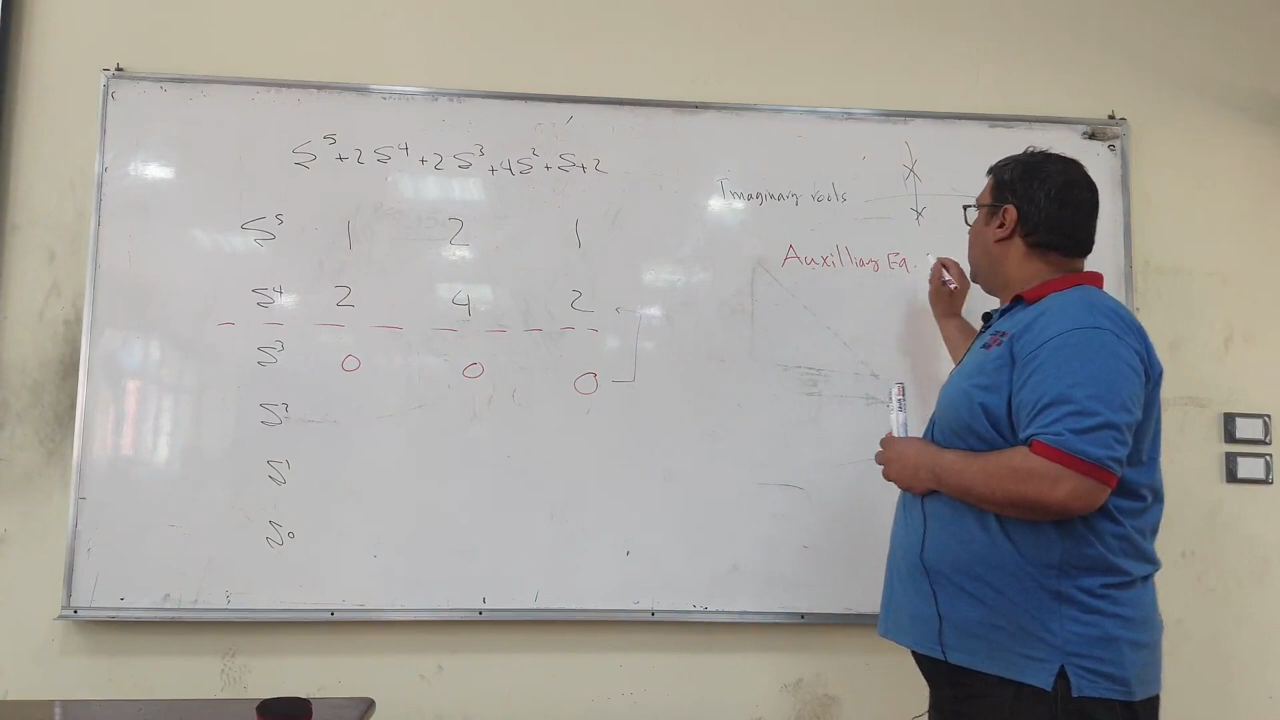 S⁵+2S⁴+2S³+4S²+S+2
Imaginary roots
S⁵ 1 2 1
Auxilliary Eq.
S⁴ 2 4 2
S³ 0 0 0
S²
S¹
S⁰